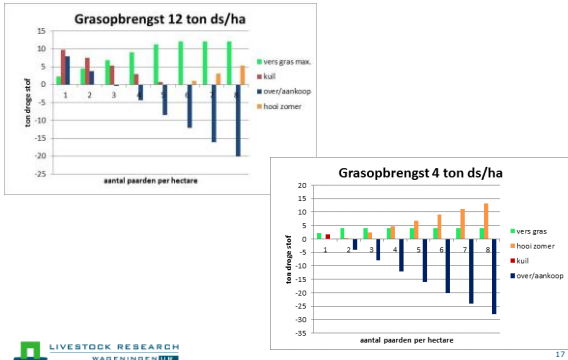 Grasopbrengst 12 ton ds/ha
15
10
5
0
-5
-10
-15
-20
-25
ton droge stof
1 2 3 4 5 6 7 8
aantal paarden per hectare
vers gras max.
kuil
over/aankoop
hooi zomer
Grasopbrengst 4 ton ds/ha
20
15
10
5
0
-5
-10
-15
-20
-25
-30
-35
ton droge stof
1 2 3 4 5 6 7 8
aantal paarden per hectare
vers gras
hooi zomer
kuil
over/aankoop
LIVESTOCK RESEARCH
WAGENINGEN UR
17